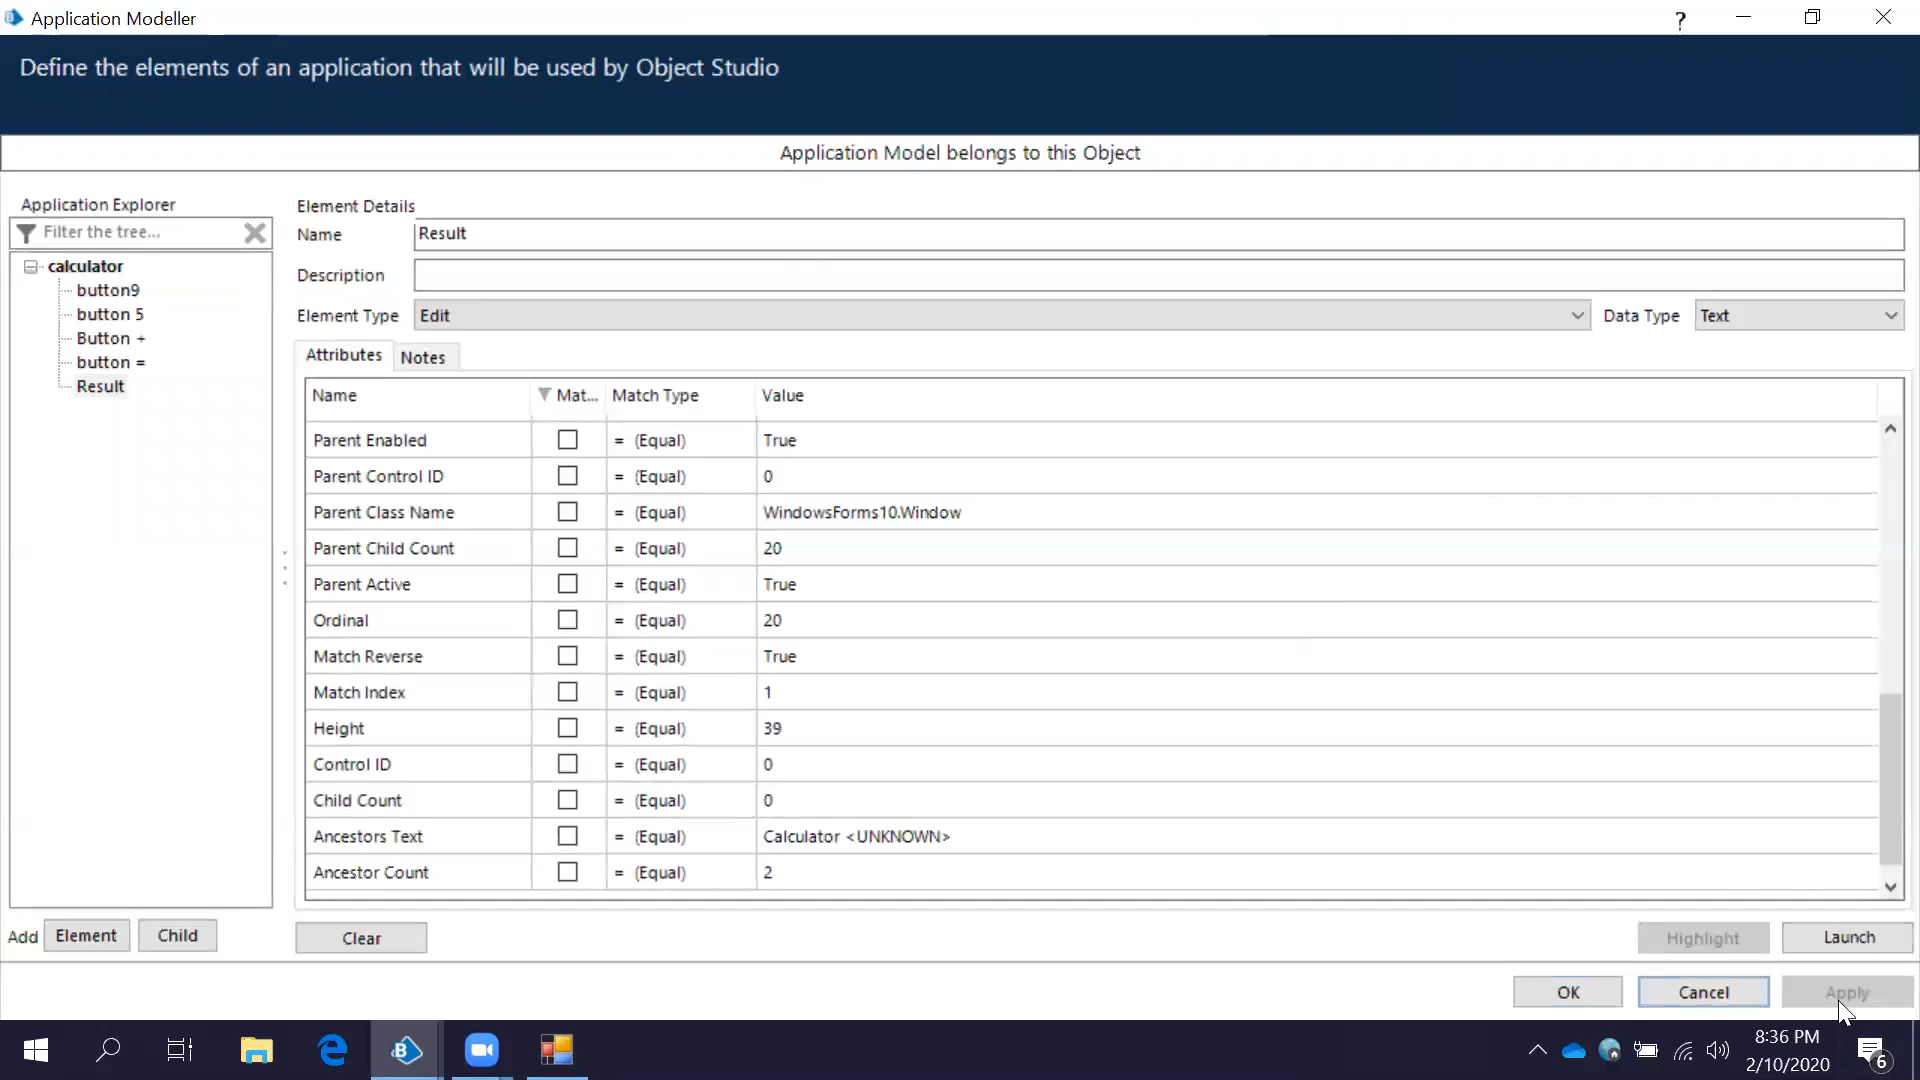 Application Modeller
?
Define the elements of an application that will be used by Object Studio
Application Model belongs to this Object
Application Explorer
Filter the tree...
calculator
button9
button 5
Button +
button =
Result
Add Element Child
Element Details
Name Result
Description
Element Type Edit Data Type Text
Attributes Notes
Name Mat... Match Type Value
Parent Enabled = (Equal) True
Parent Control ID = (Equal) 0
Parent Class Name = (Equal) WindowsForms10.Window
Parent Child Count = (Equal) 20
Parent Active = (Equal) True
Ordinal = (Equal) 20
Match Reverse = (Equal) True
Match Index = (Equal) 1
Height = (Equal) 39
Control ID = (Equal) 0
Child Count = (Equal) 0
Ancestors Text = (Equal) Calculator <UNKNOWN>
Ancestor Count = (Equal) 2
Clear Highlight Launch
OK Cancel Apply
8:36 PM
2/10/2020
6